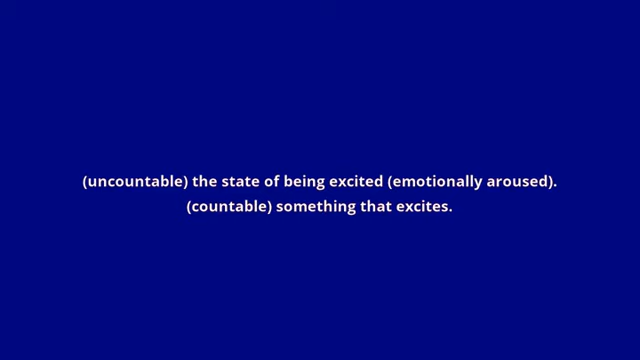 (uncountable) the state of being excited (emotionally aroused).
(countable) something that excites.